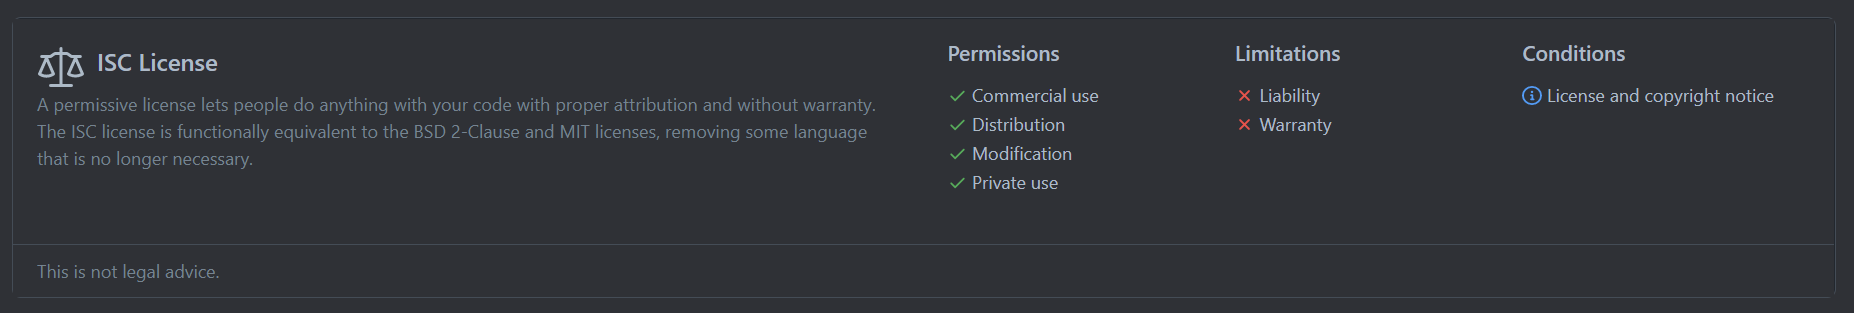 ISC License
A permissive license lets people do anything with your code with proper attribution and without warranty.
The ISC license is functionally equivalent to the BSD 2-Clause and MIT licenses, removing some language
that is no longer necessary.
Permissions
Commercial use
Distribution
Modification
Private use
Limitations
Liability
Warranty
Conditions
License and copyright notice
This is not legal advice.